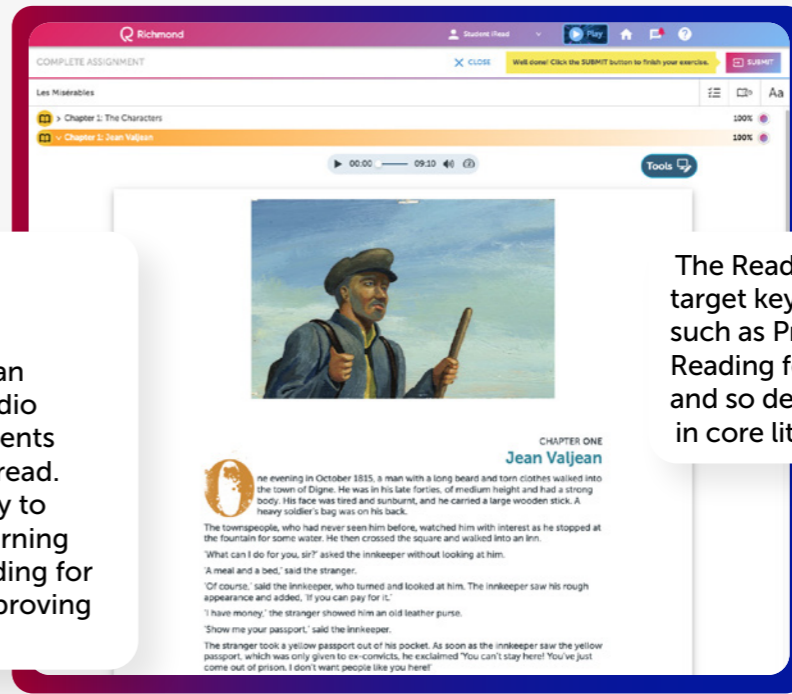 Richmond
Student iRead
Play
COMPLETE ASSIGNMENT
CLOSE
Well done! Click the SUBMIT button to finish your exercise.
SUBMIT
Les Misérables
Aa
> Chapter 1: The Characters
100%
Chapter 1: Jean Valjean
100%
00:00
09:10
Tools
an
dio
ents
read.
y to
rning
ding for
proving
The Read
target key
such as Pr
Reading f
and so de
in core lit
CHAPTER ONE
Jean Valjean
One evening in October 1815, a man with a long beard and torn clothes walked into
the town of Digne. He was in his late forties, of medium height and had a strong
body. His face was tired and sunburnt, and he carried a large wooden stick. A
heavy soldier's bag was on his back.
The townspeople, who had never seen him before, watched him with interest as he stopped at
the fountain for some water. He then crossed the square and walked into an inn.
'What can I do for you, sir?' asked the innkeeper without looking at him.
'A meal and a bed,' said the stranger.
'Of course,' said the innkeeper, who turned and looked at him. The innkeeper saw his rough
appearance and added, 'If you can pay for it.'
'I have money,' the stranger showed him an old leather purse.
'Show me your passport,' said the innkeeper.
The stranger took a yellow passport out of his pocket. As soon as the innkeeper saw the yellow
passport, which was only given to ex-convicts, he exclaimed 'You can't stay here! You've just
come out of prison. I don't want people like you here!'